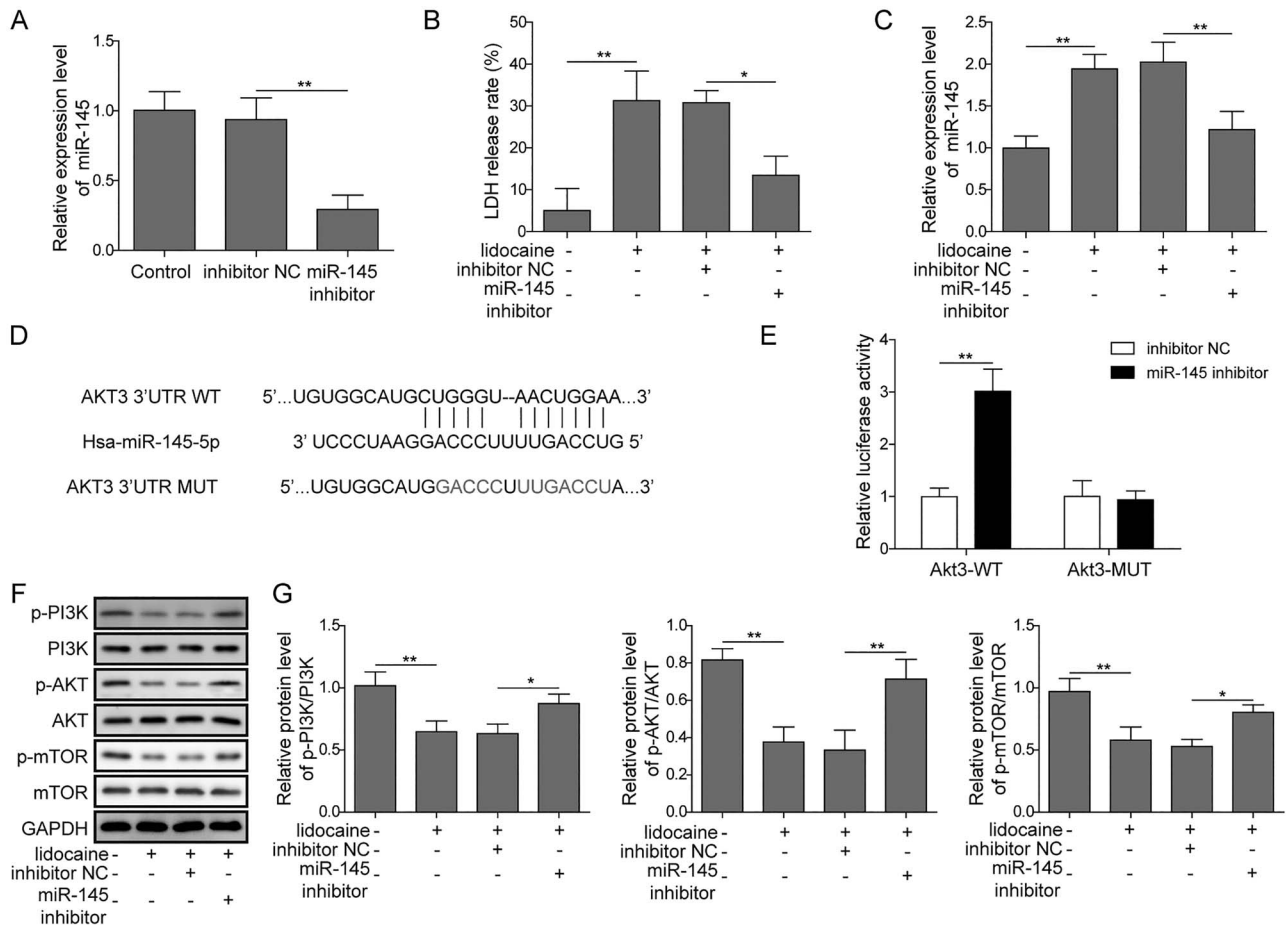 A
Relative expression level
of miR-145
1.5
1.0
0.5
0.0
**
Control
inhibitor NC
miR-145
inhibitor
B
LDH release rate (%)
50
40
30
20
10
0
**
*
lidocaine - + + +
inhibitor NC - - + -
miR-145 - - - +
inhibitor
C
Relative expression level
of miR-145
2.5
2.0
1.5
1.0
0.5
0.0
**
**
lidocaine - + + +
inhibitor NC - - + -
miR-145 - - - +
inhibitor
D
AKT3 3'UTR WT 5'...UGUGGCAUGCUGGGU--AACUGGAA...3'
Hsa-miR-145-5p 3' UCCCUAAGGACCCUUUUGACCUG 5'
AKT3 3'UTR MUT 5'...UGUGGCAUGGACCCUUUGACCUA...3'
E
Relative luciferase activity
4
3
2
1
0
**
inhibitor NC
miR-145 inhibitor
Akt3-WT
Akt3-MUT
F
p-PI3K
PI3K
p-AKT
AKT
p-mTOR
mTOR
GAPDH
lidocaine - + + +
inhibitor NC - - + -
miR-145 - - - +
inhibitor
G
Relative protein level
of p-PI3K/PI3K
1.5
1.0
0.5
0.0
**
*
lidocaine - + + +
inhibitor NC - - + -
miR-145 - - - +
inhibitor
Relative protein level
of p-AKT/AKT
1.0
0.8
0.6
0.4
0.2
0.0
**
**
lidocaine - + + +
inhibitor NC - - + -
miR-145 - - - +
inhibitor
Relative protein level
of p-mTOR/mTOR
1.5
1.0
0.5
0.0
**
*
lidocaine - + + +
inhibitor NC - - + -
miR-145 - - - +
inhibitor